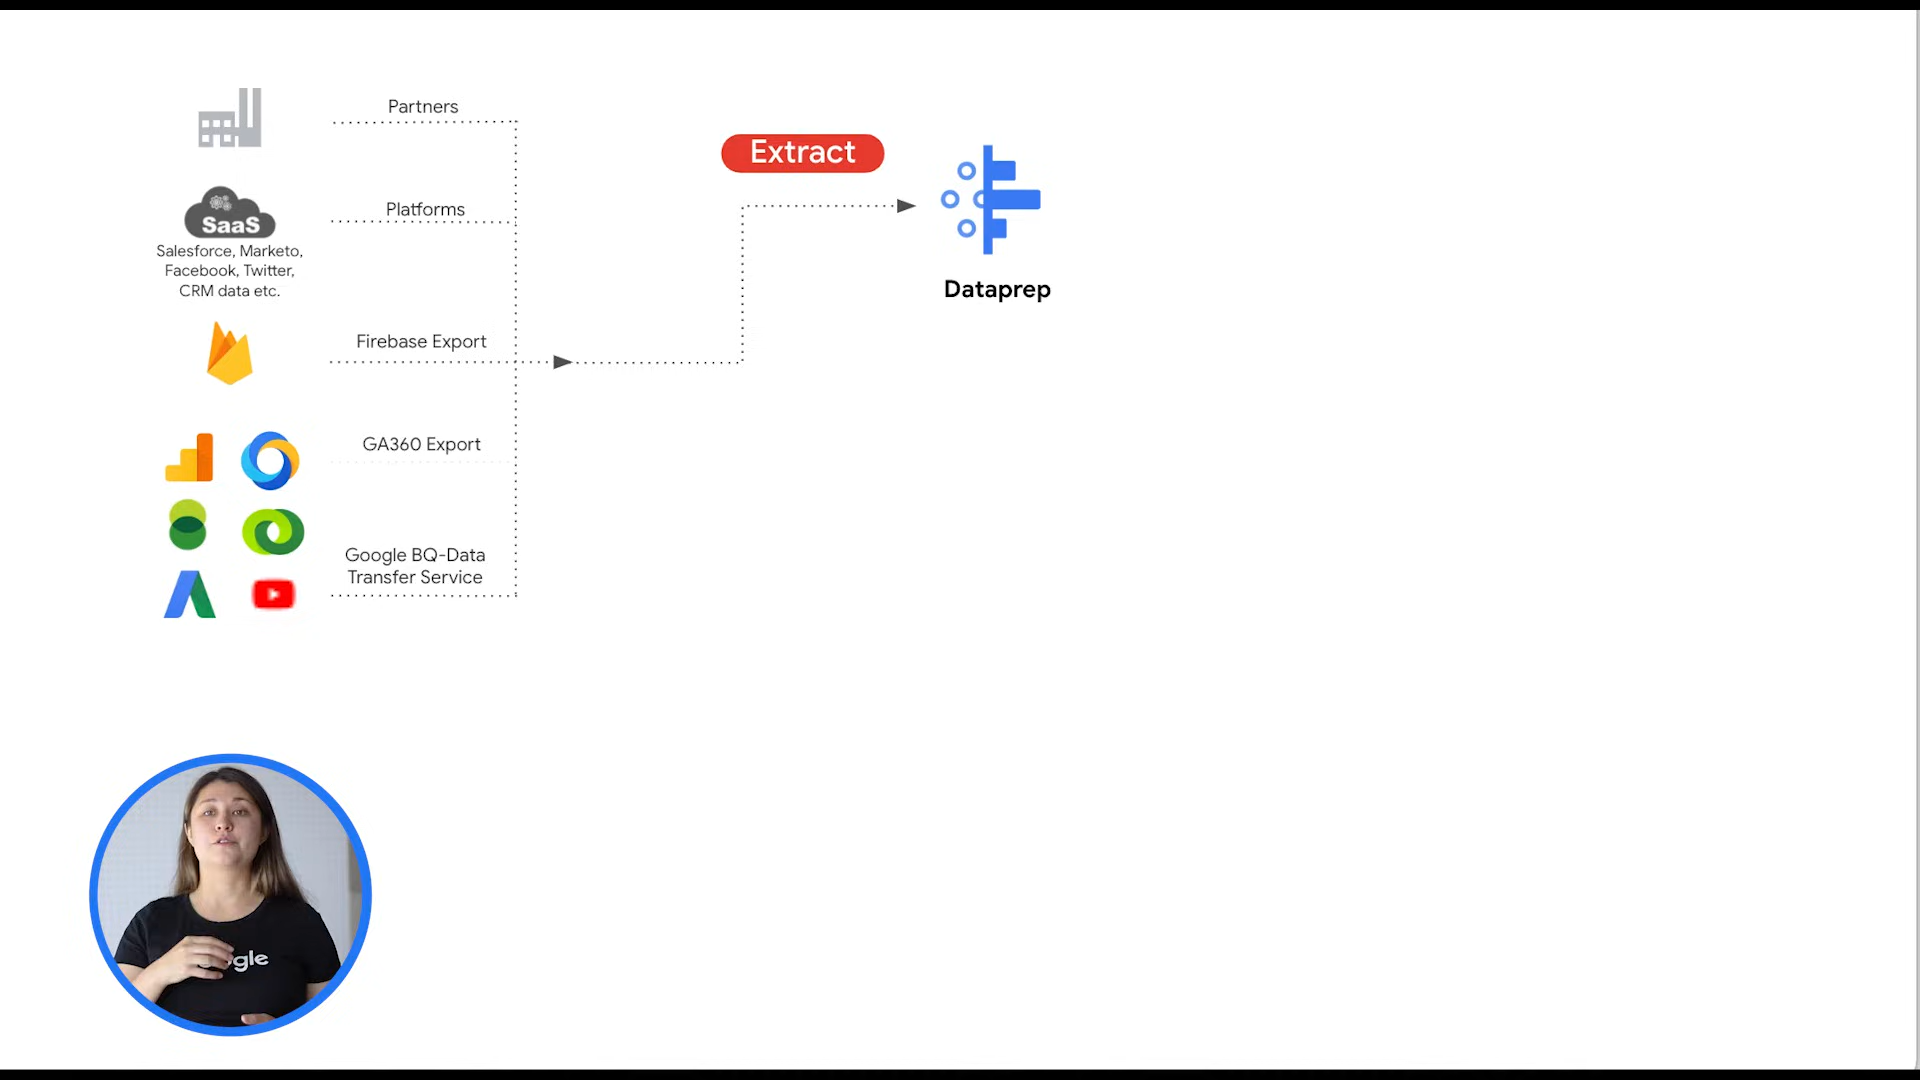 Partners
Extract
SaaS
Platforms
Salesforce, Marketo,
Facebook, Twitter,
CRM data etc.
Dataprep
Firebase Export
GA360 Export
Google BQ-Data
Transfer Service
gle